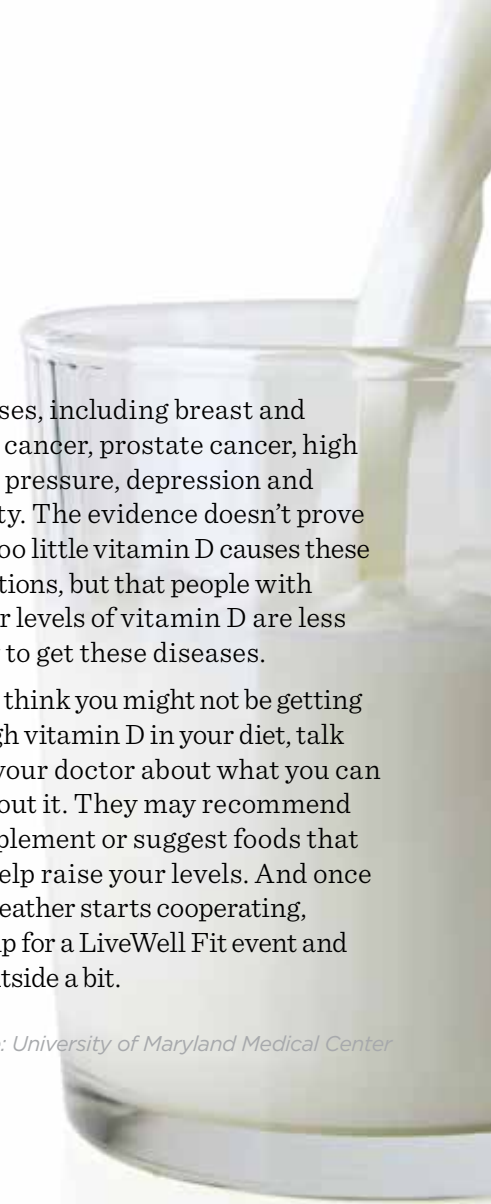 ses, including breast and
cancer, prostate cancer, high
pressure, depression and
ty. The evidence doesn’t prove
oo little vitamin D causes these
tions, but that people with
r levels of vitamin D are less
to get these diseases.
think you might not be getting
gh vitamin D in your diet, talk
your doctor about what you can
out it. They may recommend
plement or suggest foods that
elp raise your levels. And once
eather starts cooperating,
p for a LiveWell Fit event and
tside a bit.
: University of Maryland Medical Center